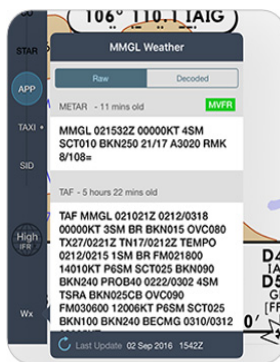 106° 110.1 IAIG
STAR
MMGL Weather
Raw
Decoded
APP
METAR - 11 mins old
MVFR
TAXI
MMGL 021532Z 00000KT 4SM
SCT010 BKN250 21/17 A3020 RMK
8/108=
SID
TAF - 5 hours 22 mins old
TAF MMGL 021021Z 0212/0318
00000KT 3SM BR BKN015 OVC080
TX27/0221Z TN17/0212Z TEMPO
0212/0215 1SM BR FM021800
14010KT P6SM SCT025 BKN090
BKN240 PROB40 0222/0302 4SM
TSRA BKN025CB OVC090
FM030600 12006KT P6SM SCT025
BKN100 BKN240 BECMG 0310/0312
High
IFR
Wx
Last Update 02 Sep 2016 1542Z